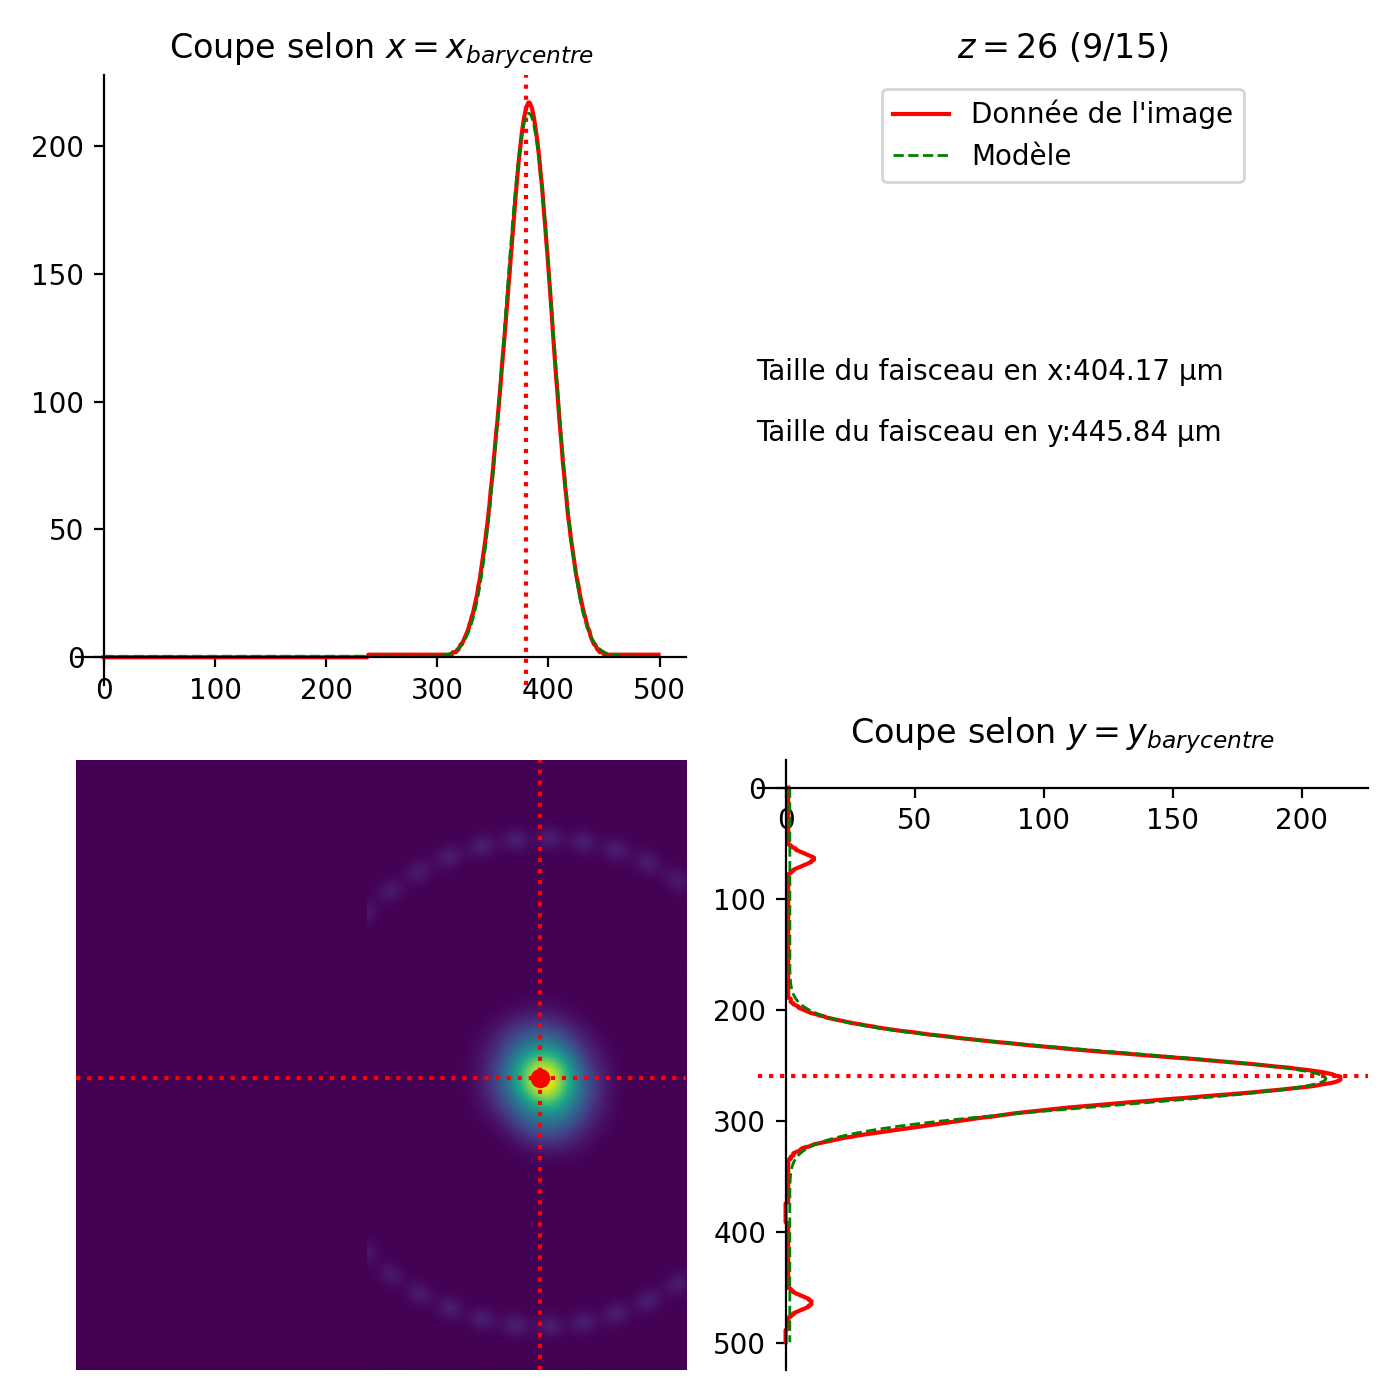 Coupe selon x = x_barycentre
z = 26 (9/15)
Donnée de l'image
Modèle
200
150
100
50
0
0 100 200 300 400 500
Taille du faisceau en x:404.17 µm
Taille du faisceau en y:445.84 µm
Coupe selon y = y_barycentre
0
0 50 100 150 200
100
200
300
400
500